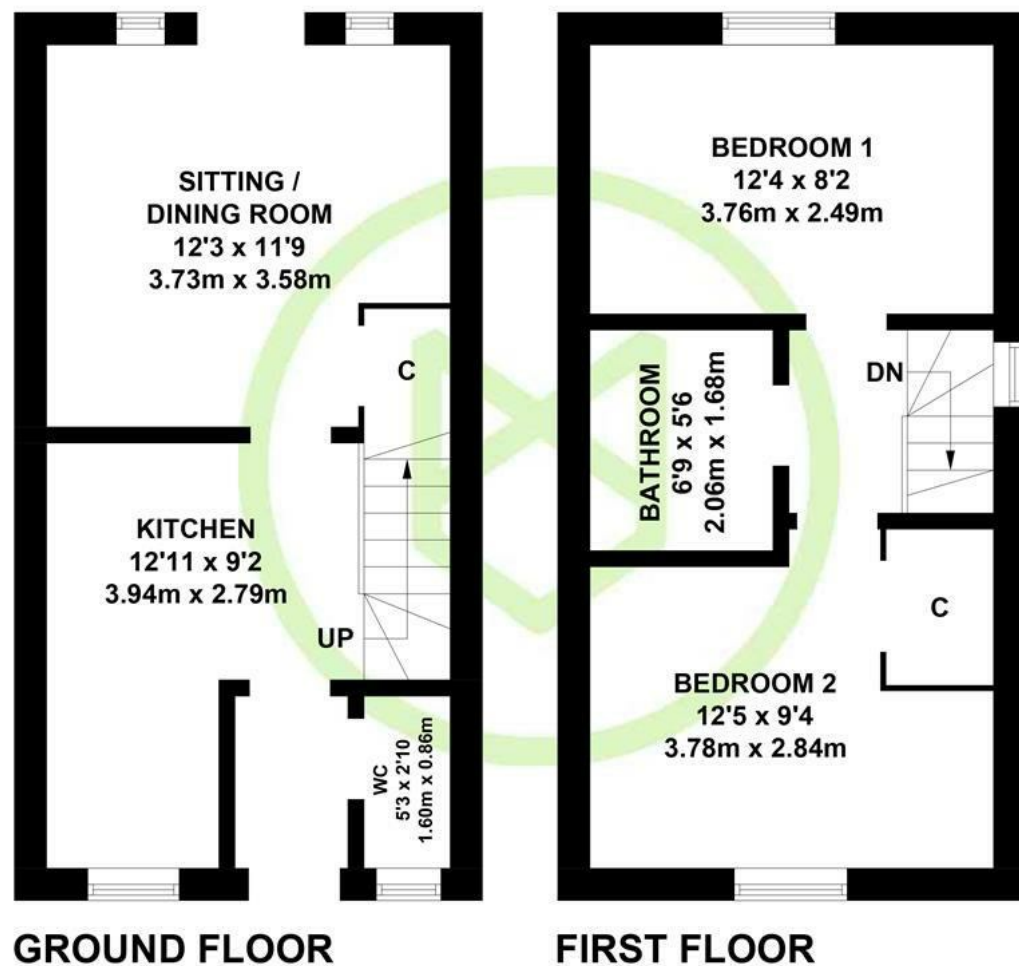 SITTING /
DINING ROOM
12'3 x 11'9
3.73m x 3.58m
C
KITCHEN
12'11 x 9'2
3.94m x 2.79m
UP
WC
5'3 x 2'10
1.60m x 0.86m
GROUND FLOOR
BEDROOM 1
12'4 x 8'2
3.76m x 2.49m
BATHROOM
6'9 x 5'6
2.06m x 1.68m
DN
C
BEDROOM 2
12'5 x 9'4
3.78m x 2.84m
FIRST FLOOR